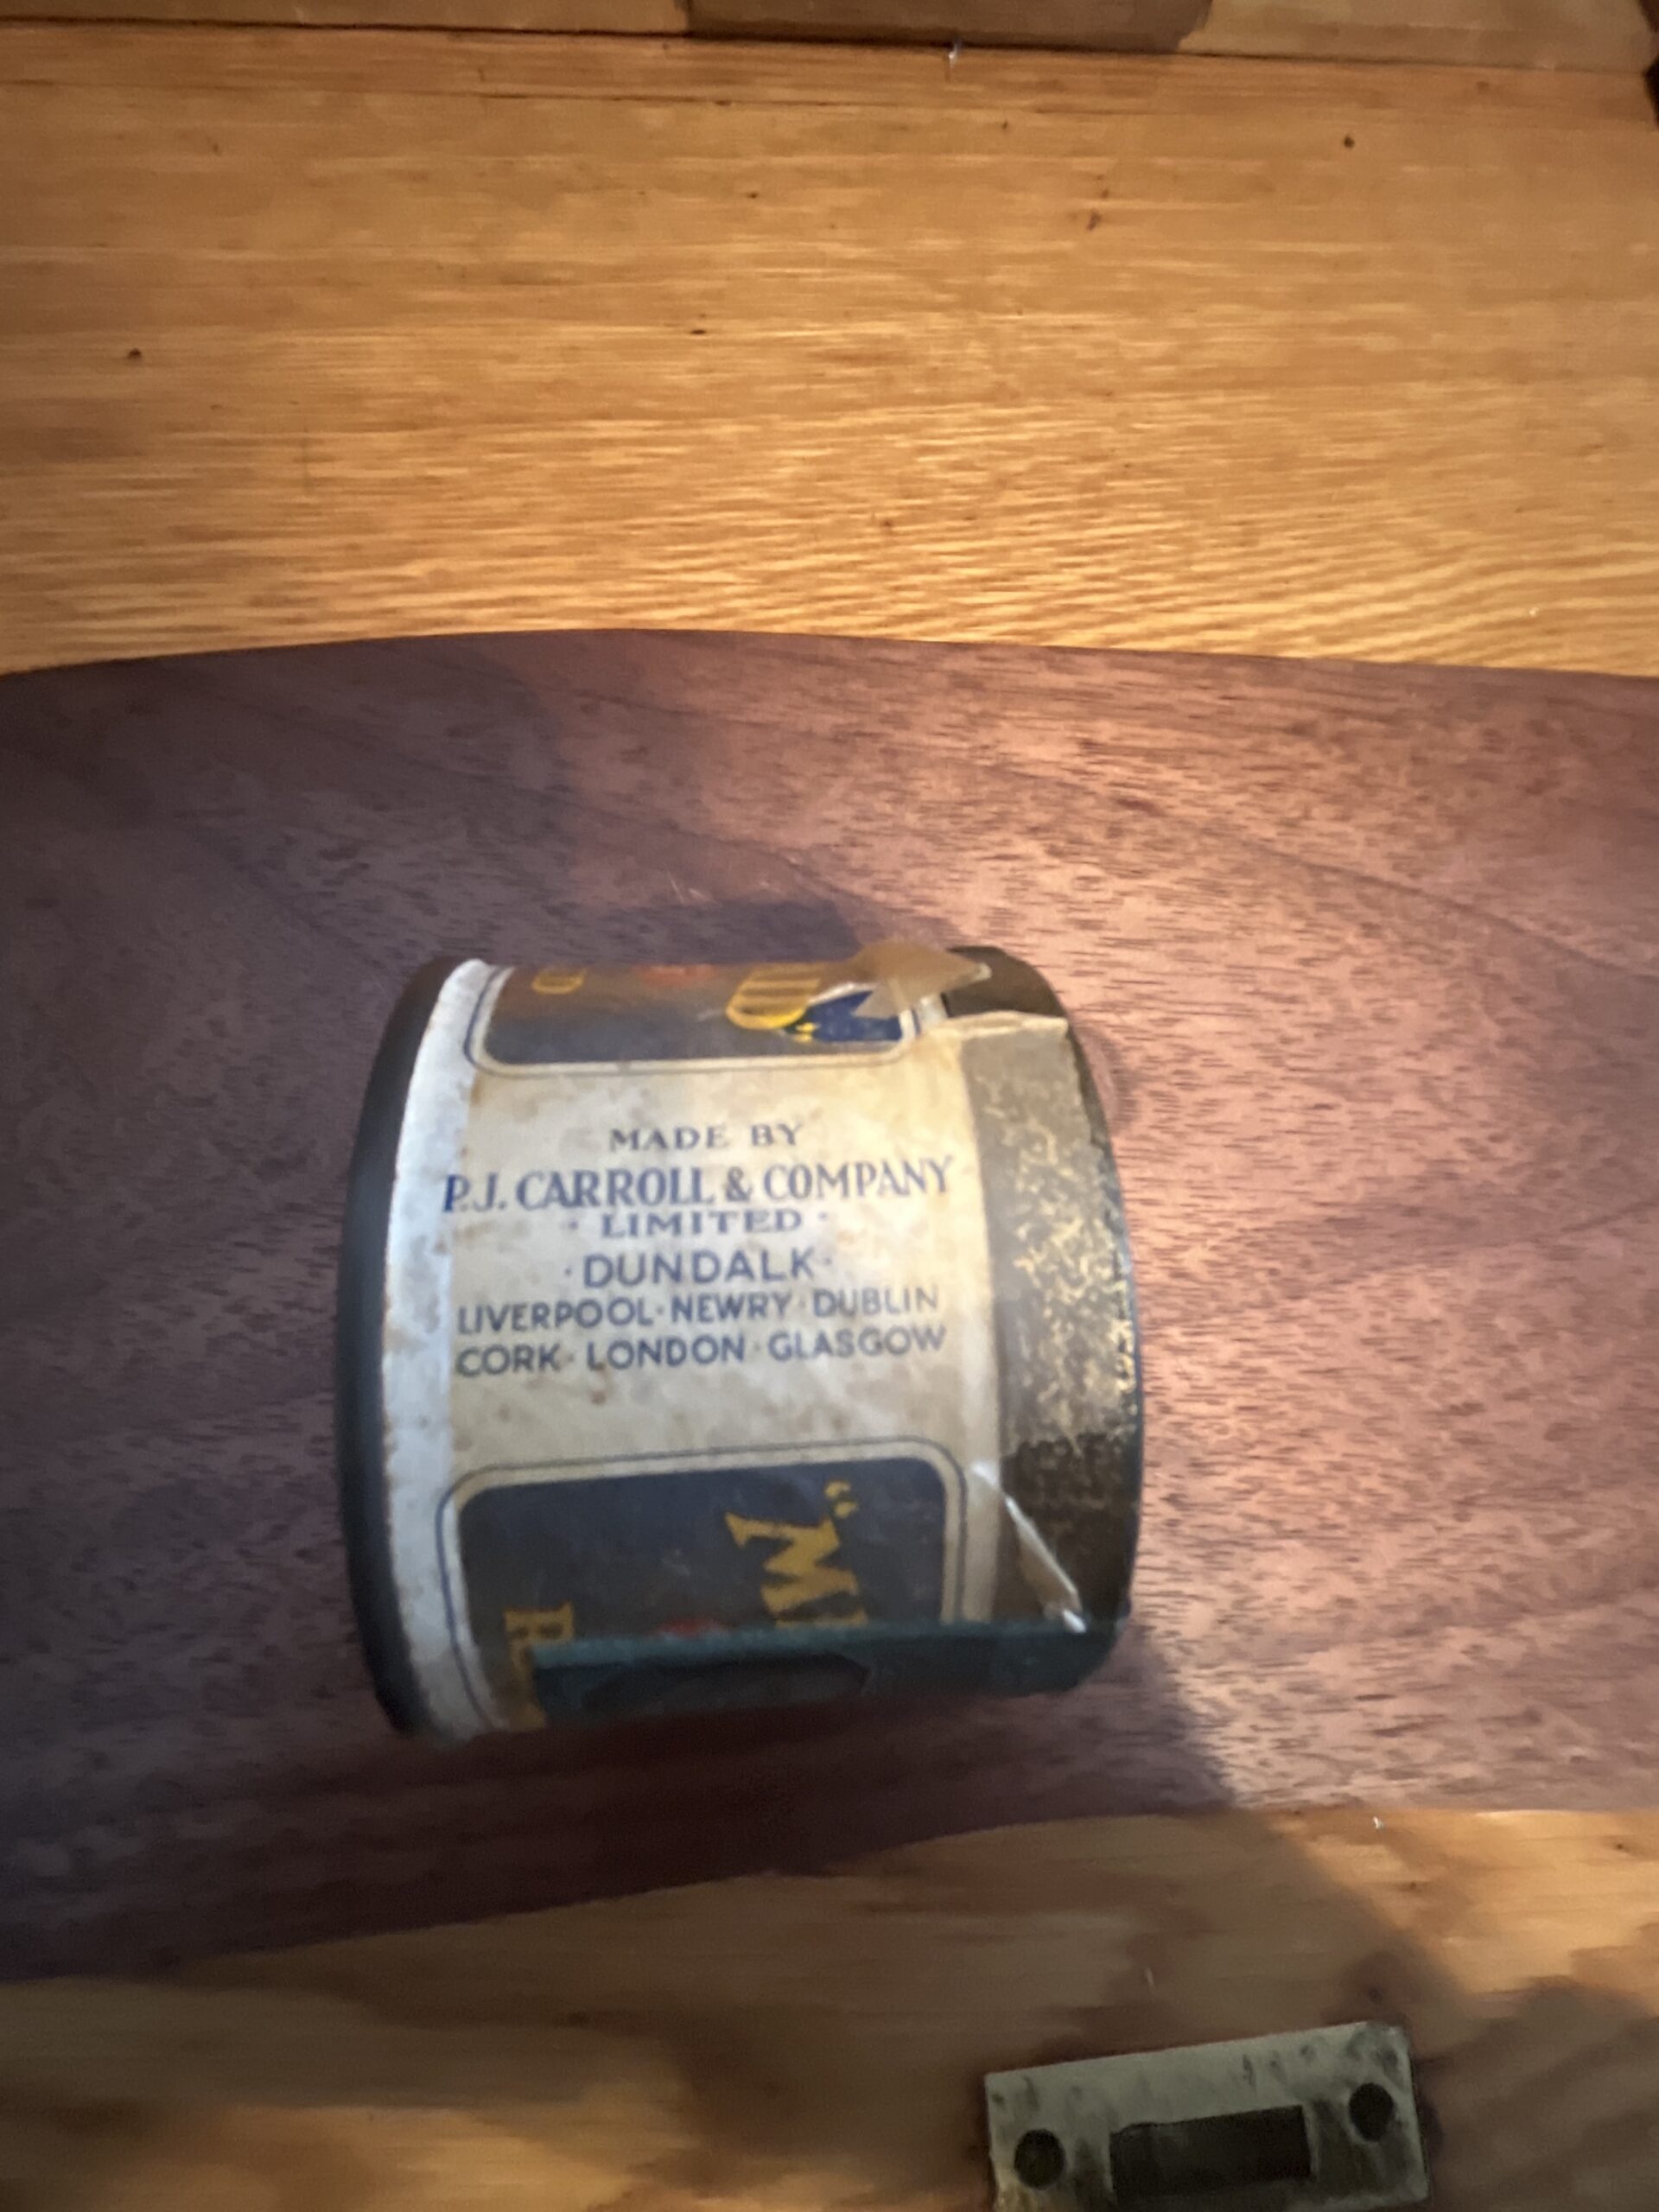 MADE BY
P.J. CARROLL & COMPANY
· LIMITED ·
· DUNDALK ·
LIVERPOOL · NEWRY · DUBLIN
CORK · LONDON · GLASGOW